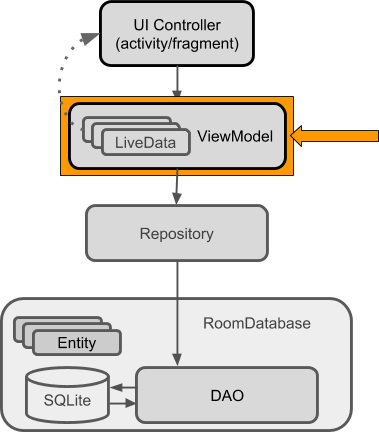 UI Controller
(activity/fragment)
LiveData
ViewModel
Repository
RoomDatabase
Entity
SQLite
DAO